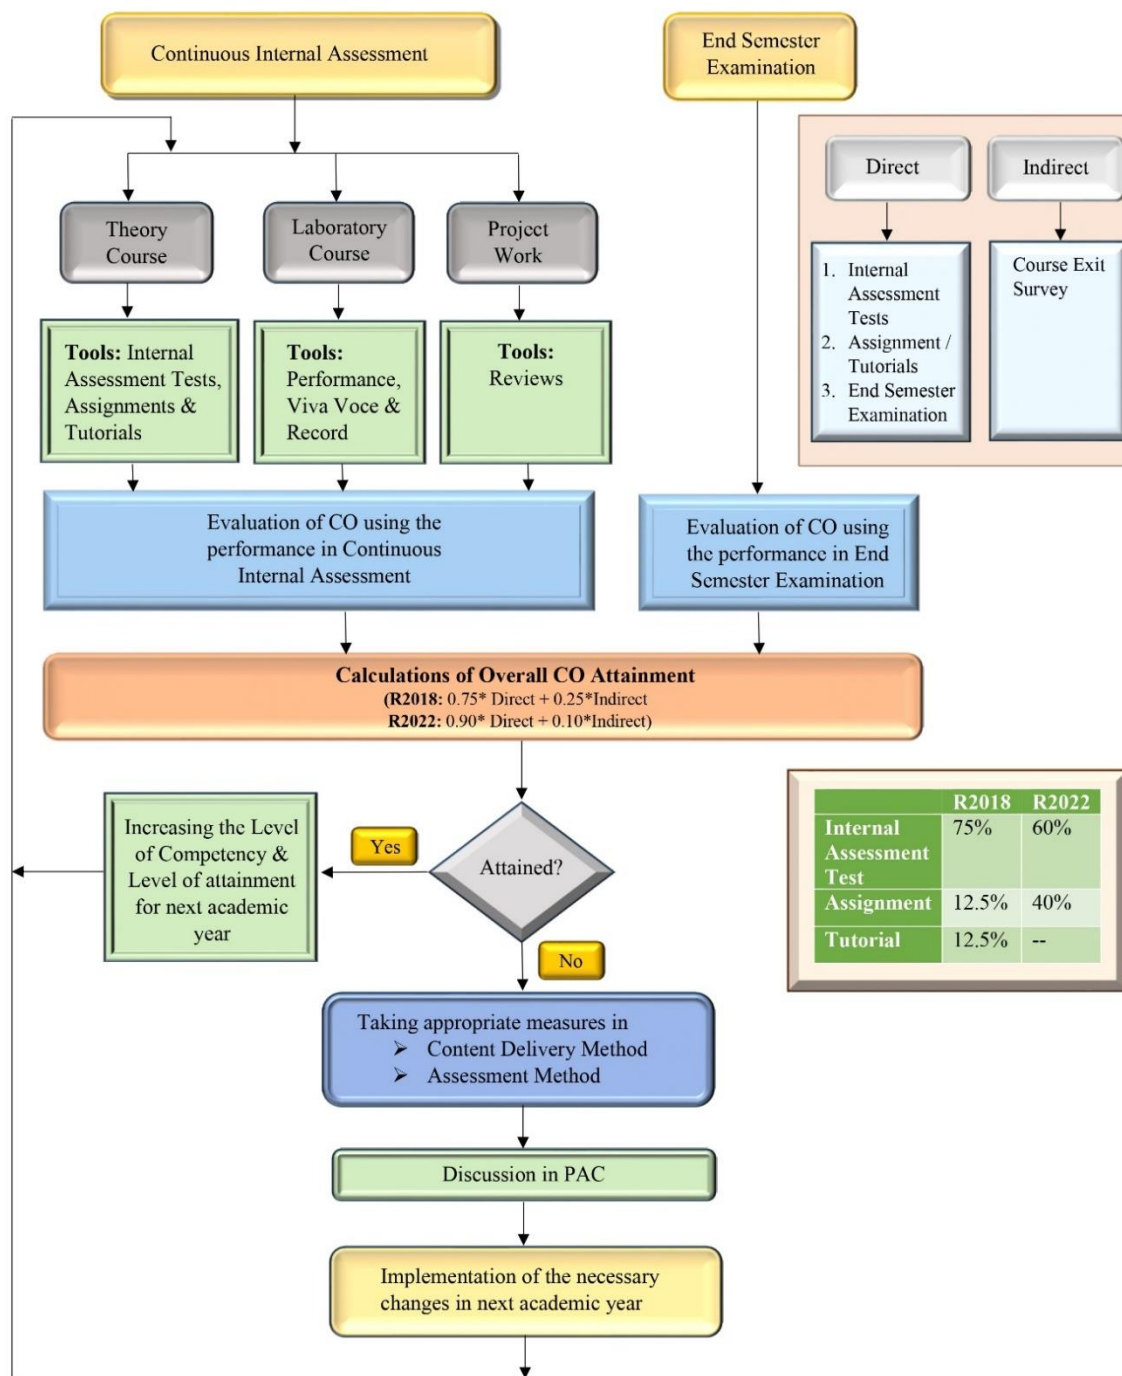 Continuous Internal Assessment
End Semester
Examination
Direct
Indirect
Theory
Course
Laboratory
Course
Project
Work
1. Internal
Assessment
Tests
2. Assignment /
Tutorials
3. End Semester
Examination
Course Exit
Survey
Tools: Internal
Assessment Tests,
Assignments &
Tutorials
Tools:
Performance,
Viva Voce &
Record
Tools:
Reviews
Evaluation of CO using the
performance in Continuous
Internal Assessment
Evaluation of CO using
the performance in End
Semester Examination
Calculations of Overall CO Attainment
(R2018: 0.75* Direct + 0.25*Indirect
R2022: 0.90* Direct + 0.10*Indirect)
Increasing the Level
of Competency &
Level of attainment
for next academic
year
Yes
Attained?
No
R2018 R2022
Internal 75% 60%
Assessment
Test
Assignment 12.5% 40%
Tutorial 12.5% --
Taking appropriate measures in
➢ Content Delivery Method
➢ Assessment Method
Discussion in PAC
Implementation of the necessary
changes in next academic year